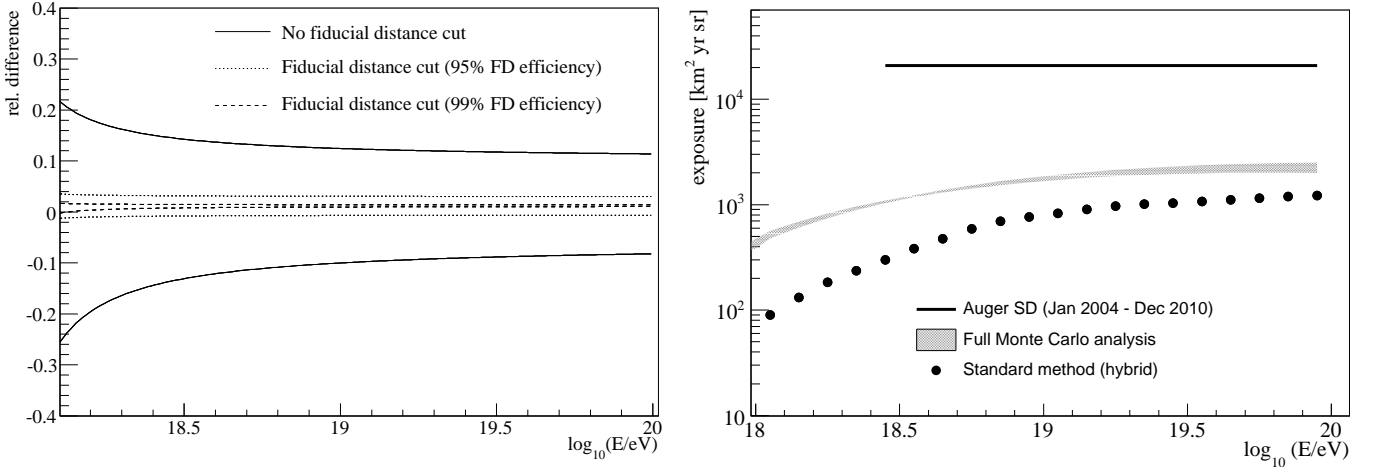 rel. difference
0.4
0.3
0.2
0.1
0
-0.1
-0.2
-0.3
-0.4
No fiducial distance cut
Fiducial distance cut (95% FD efficiency)
Fiducial distance cut (99% FD efficiency)
18.5
19
19.5
20
log10(E/eV)
exposure [km2 yr sr]
10^4
10^3
10^2
10
Auger SD (Jan 2004 - Dec 2010)
Full Monte Carlo analysis
Standard method (hybrid)
18
18.5
19
19.5
20
log10 (E/eV)